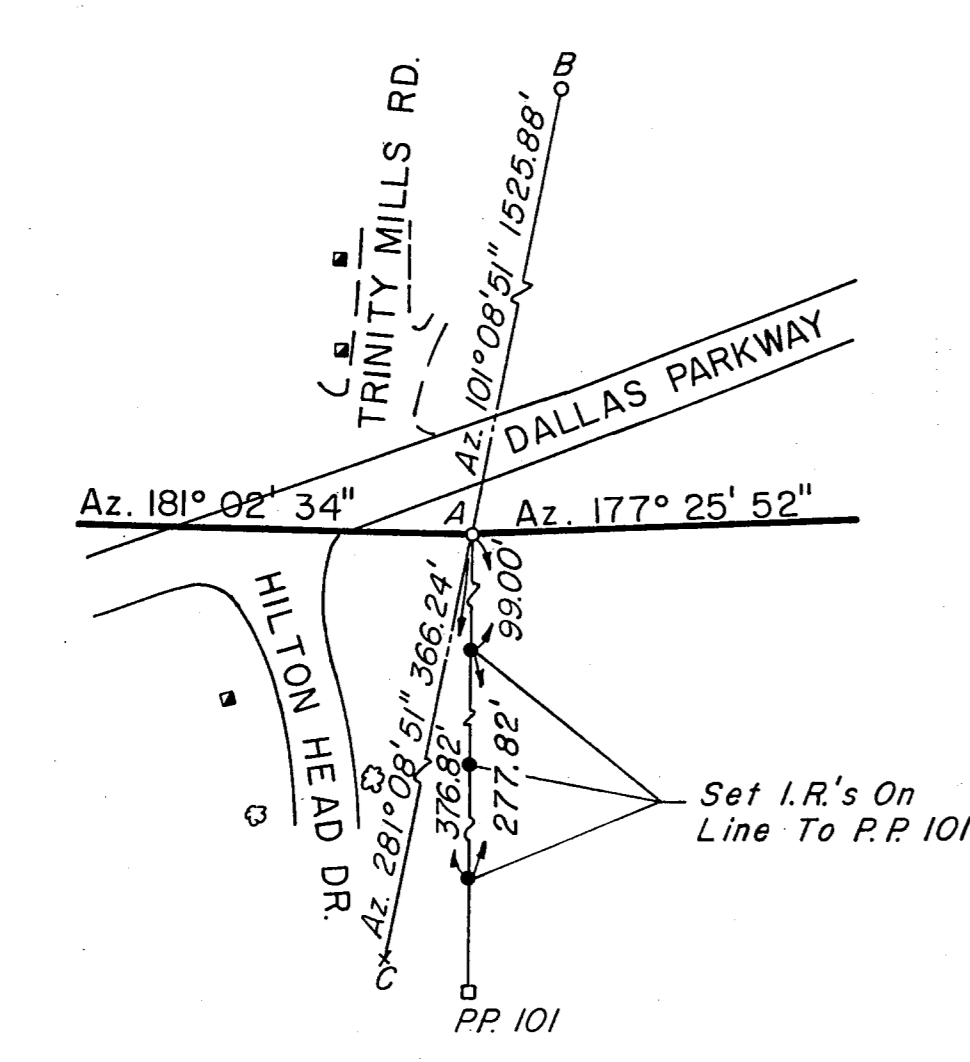 B
TRINITY MILLS RD.
Az. 101° 08' 51" 1525.88'
DALLAS PARKWAY
Az. 181° 02' 34"
A
Az. 177° 25' 52"
99.00'
HILTON HEAD DR.
Az. 281° 08' 51" 366.24'
376.82'
277.82'
Set I.R.'s On
Line To P.P. 101
C
P.P. 101